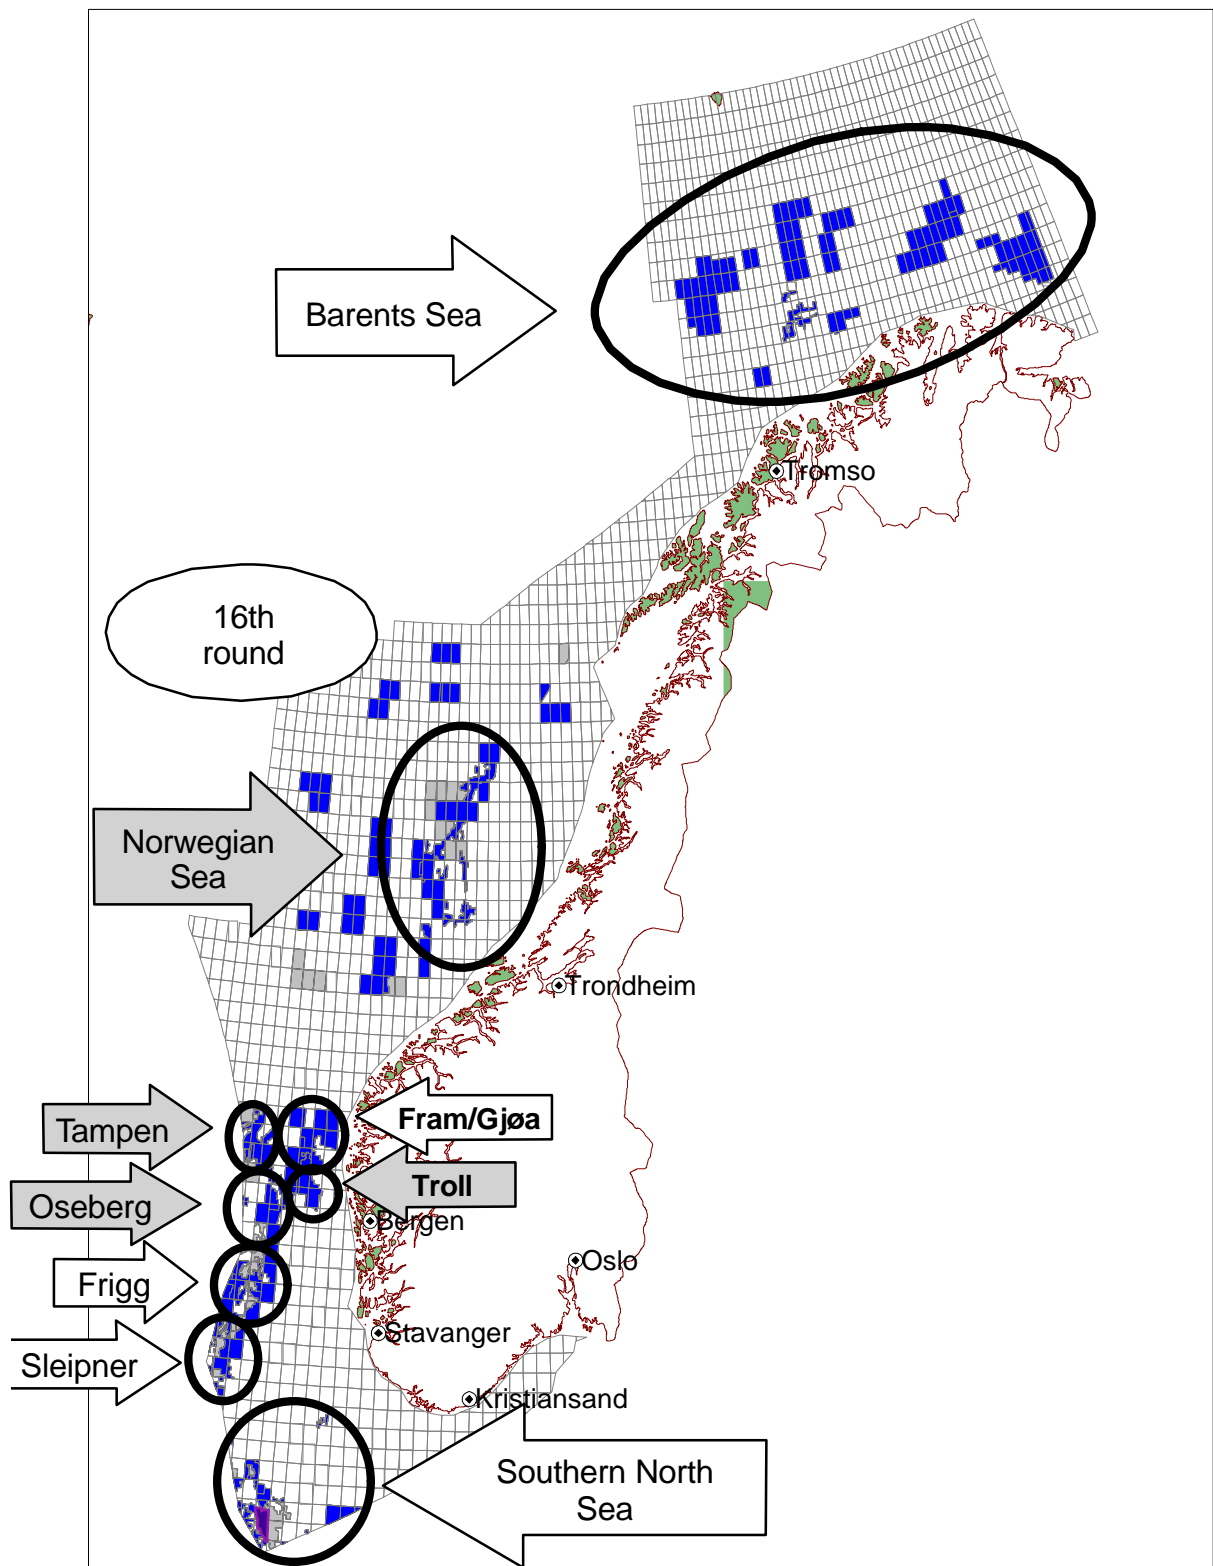 Barents Sea
Tromso
16th
round
Norwegian
Sea
Trondheim
Tampen
Fram/Gjøa
Oseberg
Troll
Bergen
Frigg
Oslo
Sleipner
Stavanger
Kristiansand
Southern North
Sea